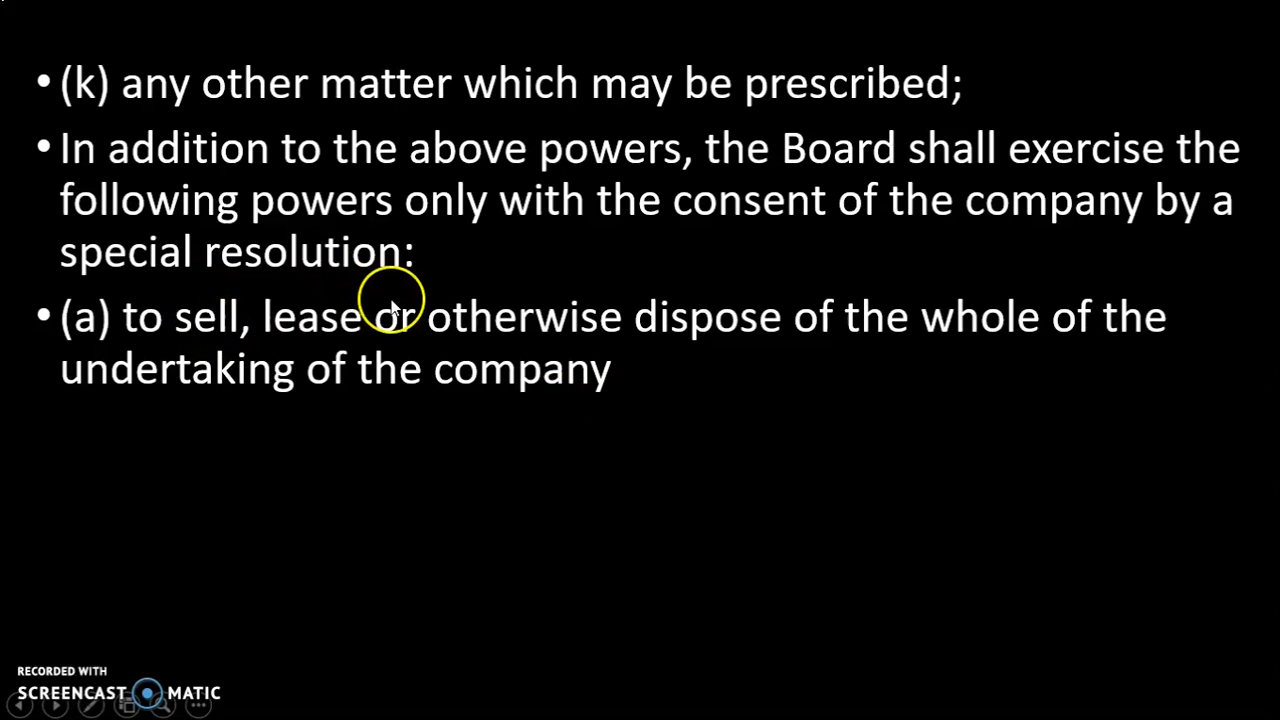 • (k) any other matter which may be prescribed;
• In addition to the above powers, the Board shall exercise the
following powers only with the consent of the company by a
special resolution:
• (a) to sell, lease or otherwise dispose of the whole of the
undertaking of the company
RECORDED WITH
SCREENCAST MATIC